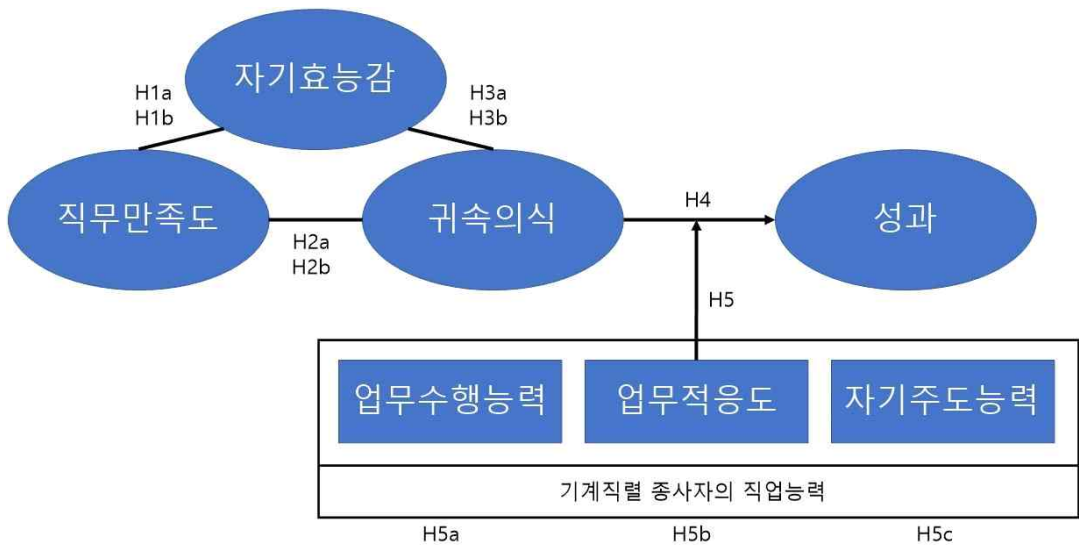 자기효능감
H1a
H1b
H3a
H3b
직무만족도
귀속의식
H4
성과
H2a
H2b
H5
업무수행능력
업무적응도
자기주도능력
기계직렬 종사자의 직업능력
H5a
H5b
H5c